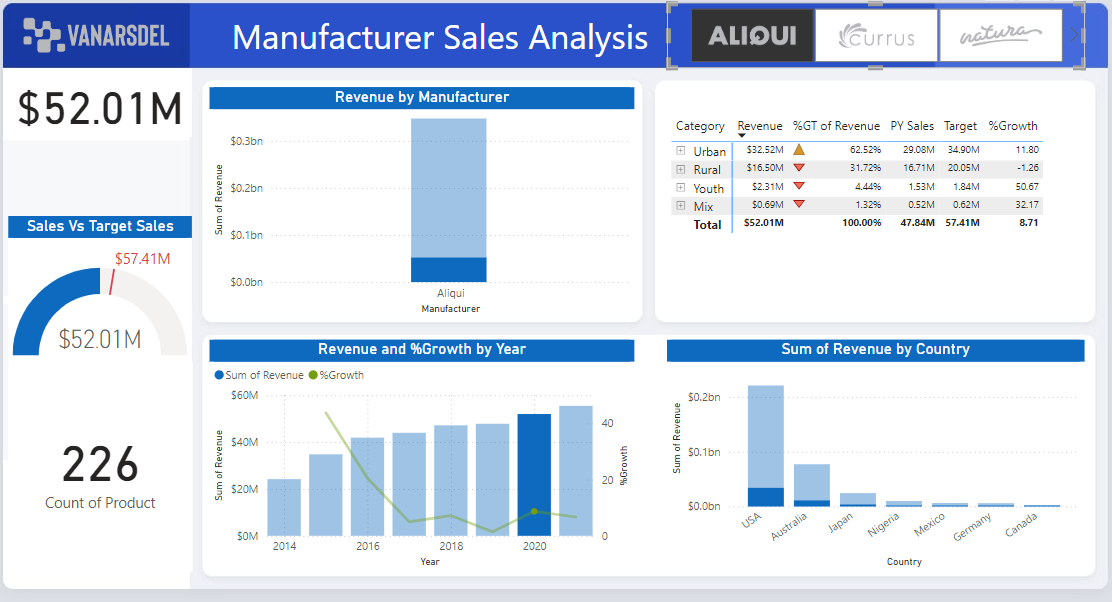 VANARSDEL
Manufacturer Sales Analysis
ALIQUI
Currus
natura
$52.01M
Sales Vs Target Sales
$57.41M
$52.01M
226
Count of Product
Revenue by Manufacturer
Sum of Revenue
$0.3bn
$0.2bn
$0.1bn
$0.0bn
Aliqui
Manufacturer
Category Revenue %GT of Revenue PY Sales Target %Growth
Urban $32.52M 62.52% 29.08M 34.90M 11.80
Rural $16.50M 31.72% 16.71M 20.05M -1.26
Youth $2.31M 4.44% 1.53M 1.84M 50.67
Mix $0.69M 1.32% 0.52M 0.62M 32.17
Total $52.01M 100.00% 47.84M 57.41M 8.71
Revenue and %Growth by Year
Sum of Revenue %Growth
Sum of Revenue
$60M
$40M
$20M
$0M
40
20
0
%Growth
2014 2016 2018 2020
Year
Sum of Revenue by Country
Sum of Revenue
$0.2bn
$0.1bn
$0.0bn
USA Australia Japan Nigeria Mexico Germany Canada
Country